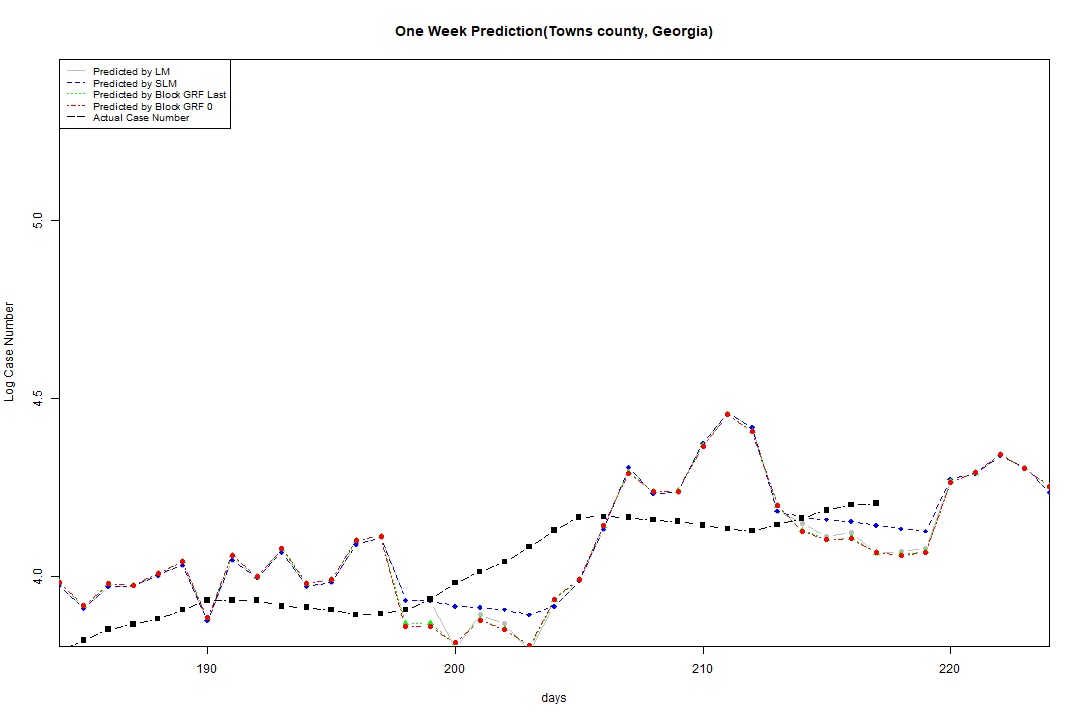 One Week Prediction(Towns county, Georgia)
Predicted by LM
Predicted by SLM
Predicted by Block GRF Last
Predicted by Block GRF 0
Actual Case Number
5.0
4.5
4.0
Log Case Number
190
200
210
220
days